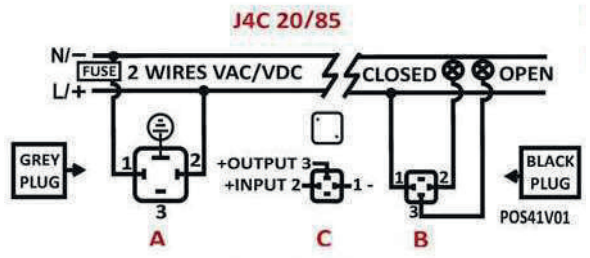 J4C 20/85
N/-
FUSE 2 WIRES VAC/VDC CLOSED OPEN
L/+
GREY
PLUG
1 2
3
A
+OUTPUT 3
+INPUT 2 1 -
C
1 2
3
B
BLACK
PLUG
POS41V01